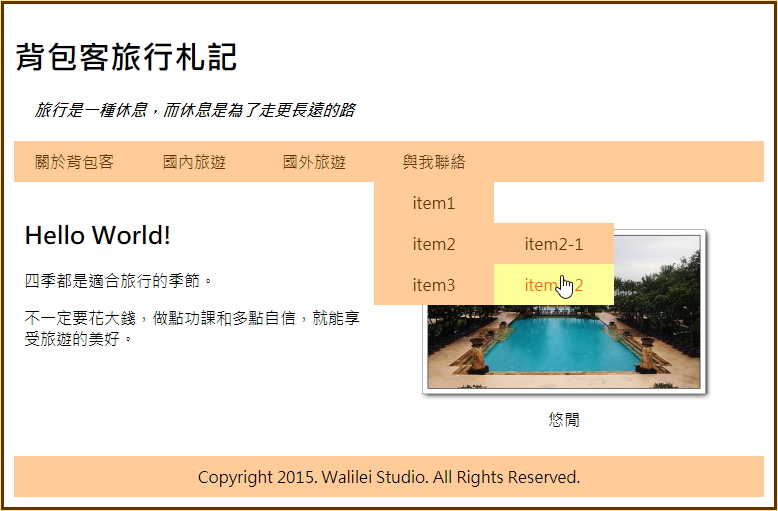 背包客旅行札記
旅行是一種休息，而休息是為了走更長遠的路
關於背包客 國內旅遊 國外旅遊 與我聯絡
item1
Hello World!
item2 item2-1
四季都是適合旅行的季節。
item3
不一定要花大錢，做點功課和多點自信，就能享
受旅遊的美好。
悠閒
Copyright 2015. Walilei Studio. All Rights Reserved.